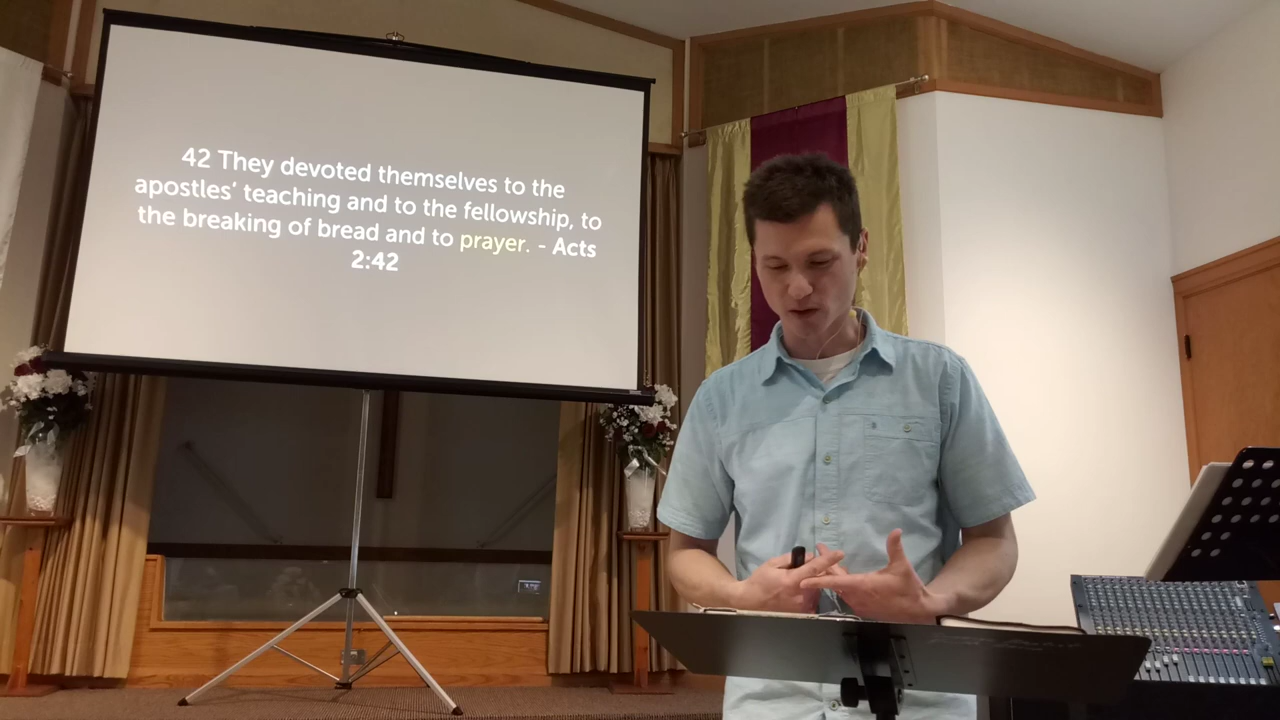 42 They devoted themselves to the
apostles’ teaching and to the fellowship, to
the breaking of bread and to prayer. - Acts
2:42